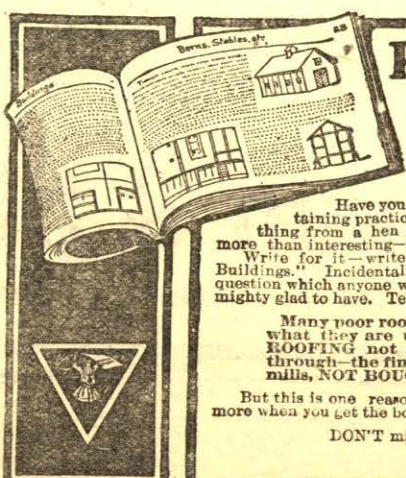 Buildings
Barns, Stables, etc.
Have you
taining practic
thing from a hen
more than interesting—
Write for it—write
Buildings." Incidental
question which anyone w
mighty glad to have. Te
Many poor roo
what they are
ROOFING not
through—the fin
mills, NOT BOUG
But this is one reaso
more when you get the bo
DON'T mi